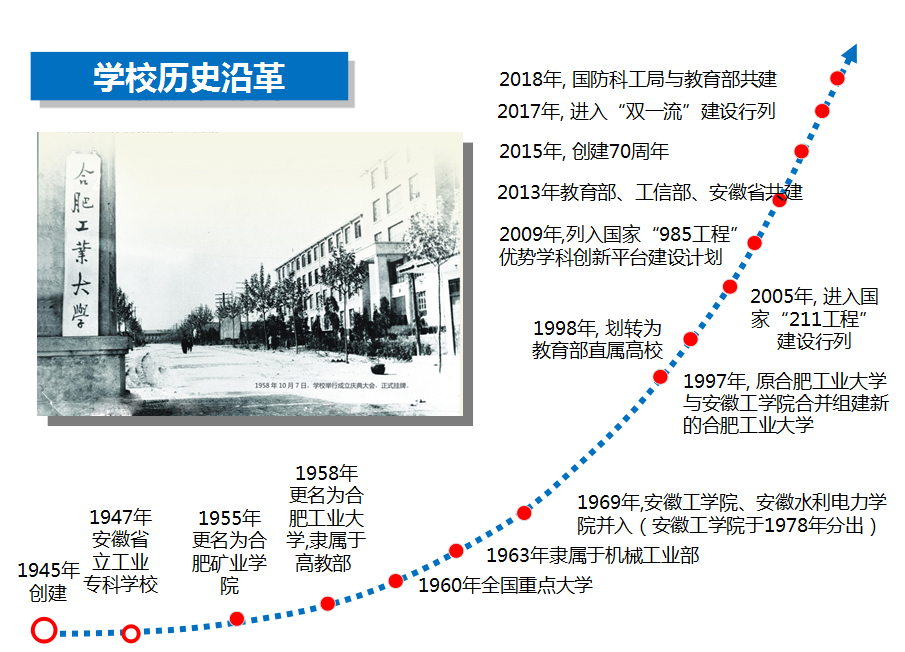 学校历史沿革
合肥工業大學
1958年10月7日，学校举行成立庆典大会，正式挂牌。
1945年
创建
1947年
安徽省
立工业
专科学校
1955年
更名为合
肥矿业学
院
1958年
更名为合
肥工业大
学,隶属于
高教部
1960年全国重点大学
1963年隶属于机械工业部
1969年,安徽工学院、安徽水利电力学
院并入（安徽工学院于1978年分出）
1997年, 原合肥工业大学
与安徽工学院合并组建新
的合肥工业大学
1998年, 划转为
教育部直属高校
2005年, 进入国
家“211工程”
建设行列
2009年,列入国家“985工程”
优势学科创新平台建设计划
2013年教育部、工信部、安徽省共建
2015年, 创建70周年
2017年, 进入“双一流”建设行列
2018年, 国防科工局与教育部共建